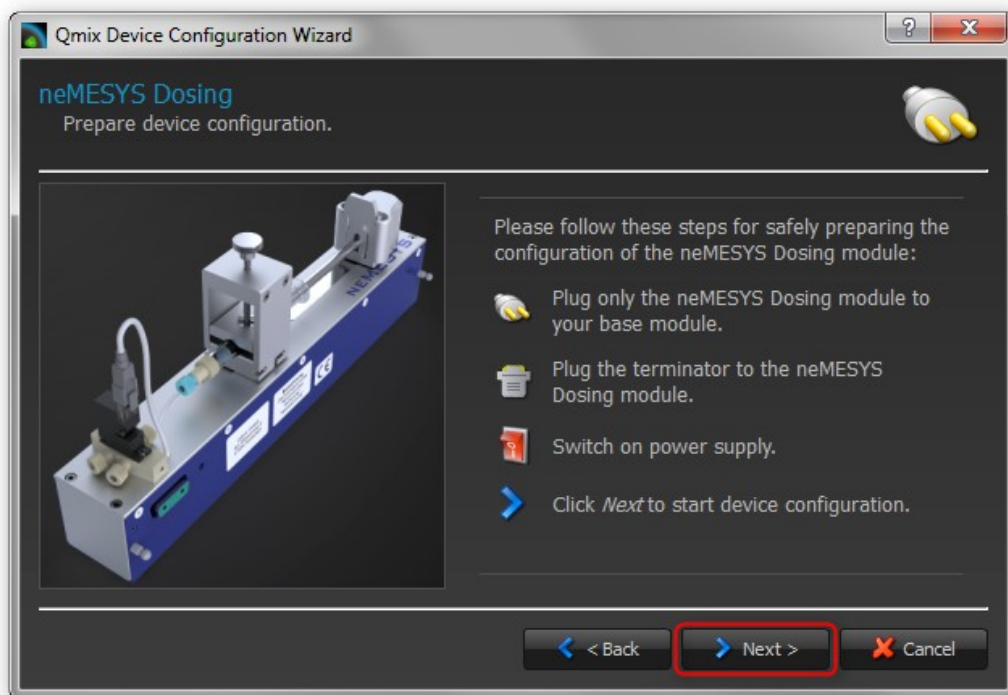 Qmix Device Configuration Wizard
neMESYS Dosing
Prepare device configuration.
NEMESYS
Please follow these steps for safely preparing the
configuration of the neMESYS Dosing module:
Plug only the neMESYS Dosing module to
your base module.
Plug the terminator to the neMESYS
Dosing module.
Switch on power supply.
Click Next to start device configuration.
< Back
Next >
Cancel